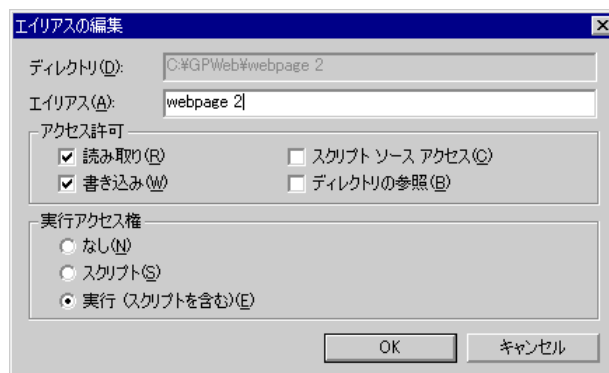 エイリアスの編集
ディレクトリ(D): C:¥GPWeb¥webpage 2
エイリアス(A): webpage 2
アクセス許可
読み取り(R) スクリプト ソース アクセス(C)
書き込み(W) ディレクトリの参照(B)
実行アクセス権
なし(N)
スクリプト(S)
実行 (スクリプトを含む)(E)
OK キャンセル